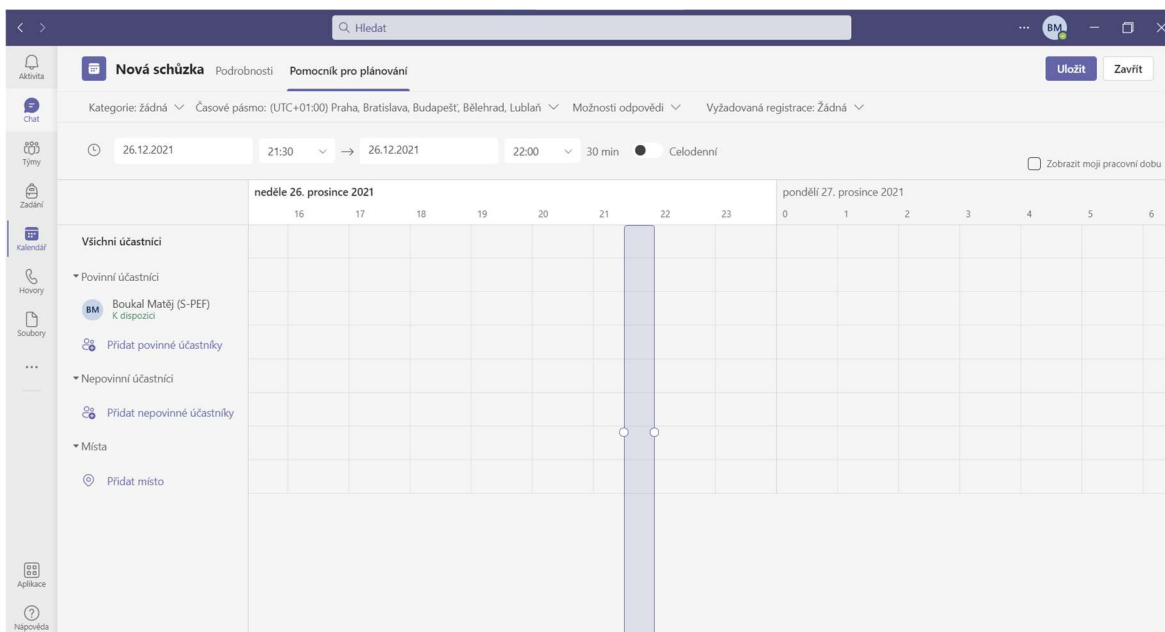 Hledat
BM
Aktivita
Chat
Týmy
Zadání
Kalendář
Hovory
Soubory
Aplikace
Nápověda
Nová schůzka Podrobnosti Pomocník pro plánování
Uložit Zavřít
Kategorie: žádná Časové pásmo: (UTC+01:00) Praha, Bratislava, Budapešť, Bělehrad, Lublaň Možnosti odpovědi Vyžadovaná registrace: Žádná
26.12.2021 21:30 → 26.12.2021 22:00 30 min Celodenní
Zobrazit moji pracovní dobu
neděle 26. prosince 2021 pondělí 27. prosince 2021
16 17 18 19 20 21 22 23 0 1 2 3 4 5 6
Všichni účastníci
Povinní účastníci
BM Boukal Matěj (S-PEF)
K dispozici
Přidat povinné účastníky
Nepovinní účastníci
Přidat nepovinné účastníky
Místa
Přidat místo